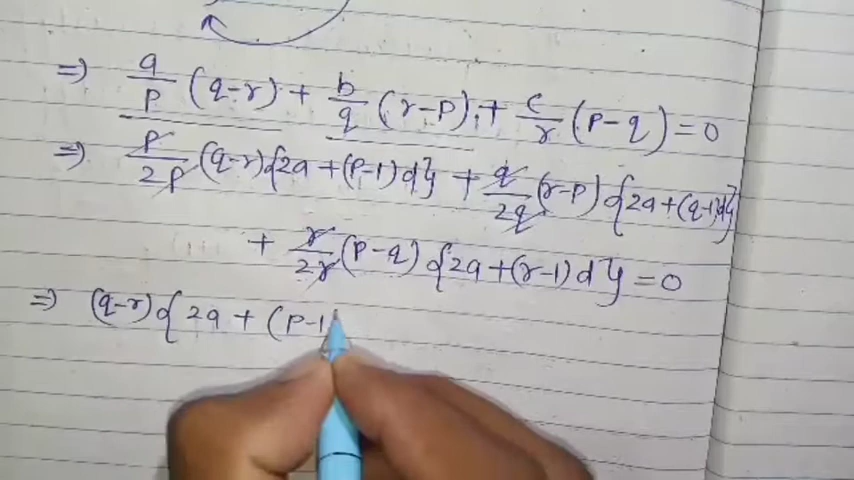 ⇒ a/p (q-r) + b/q (r-p) + c/r (p-q) = 0
⇒ p/2p (q-r){2a+(p-1)d} + q/2q (r-p){2a+(q-1)d}
+ r/2r (p-q){2a+(r-1)d} = 0
⇒ (q-r){2a + (p-1